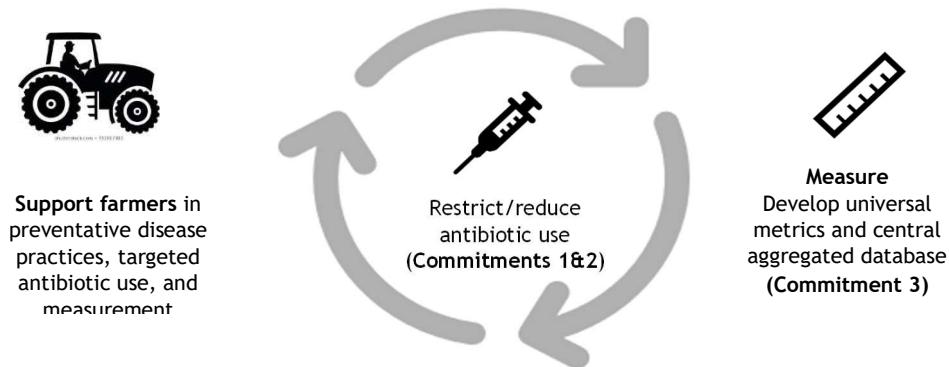 Support farmers in
preventative disease
practices, targeted
antibiotic use, and
measurement
Restrict/reduce
antibiotic use
(Commitments 1&2)
Measure
Develop universal
metrics and central
aggregated database
(Commitment 3)